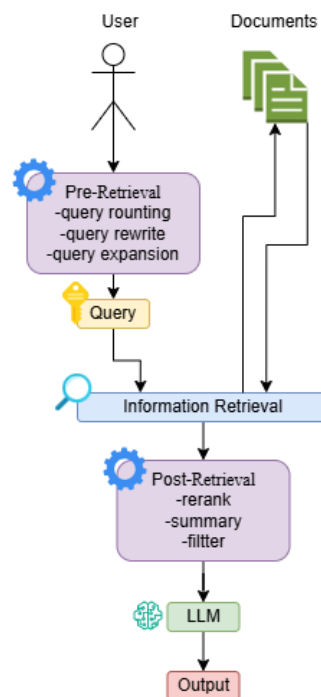 User
Documents
Pre-Retrieval
-query rounting
-query rewrite
-query expansion
Query
Information Retrieval
Post-Retrieval
-rerank
-summary
-filtter
LLM
Output